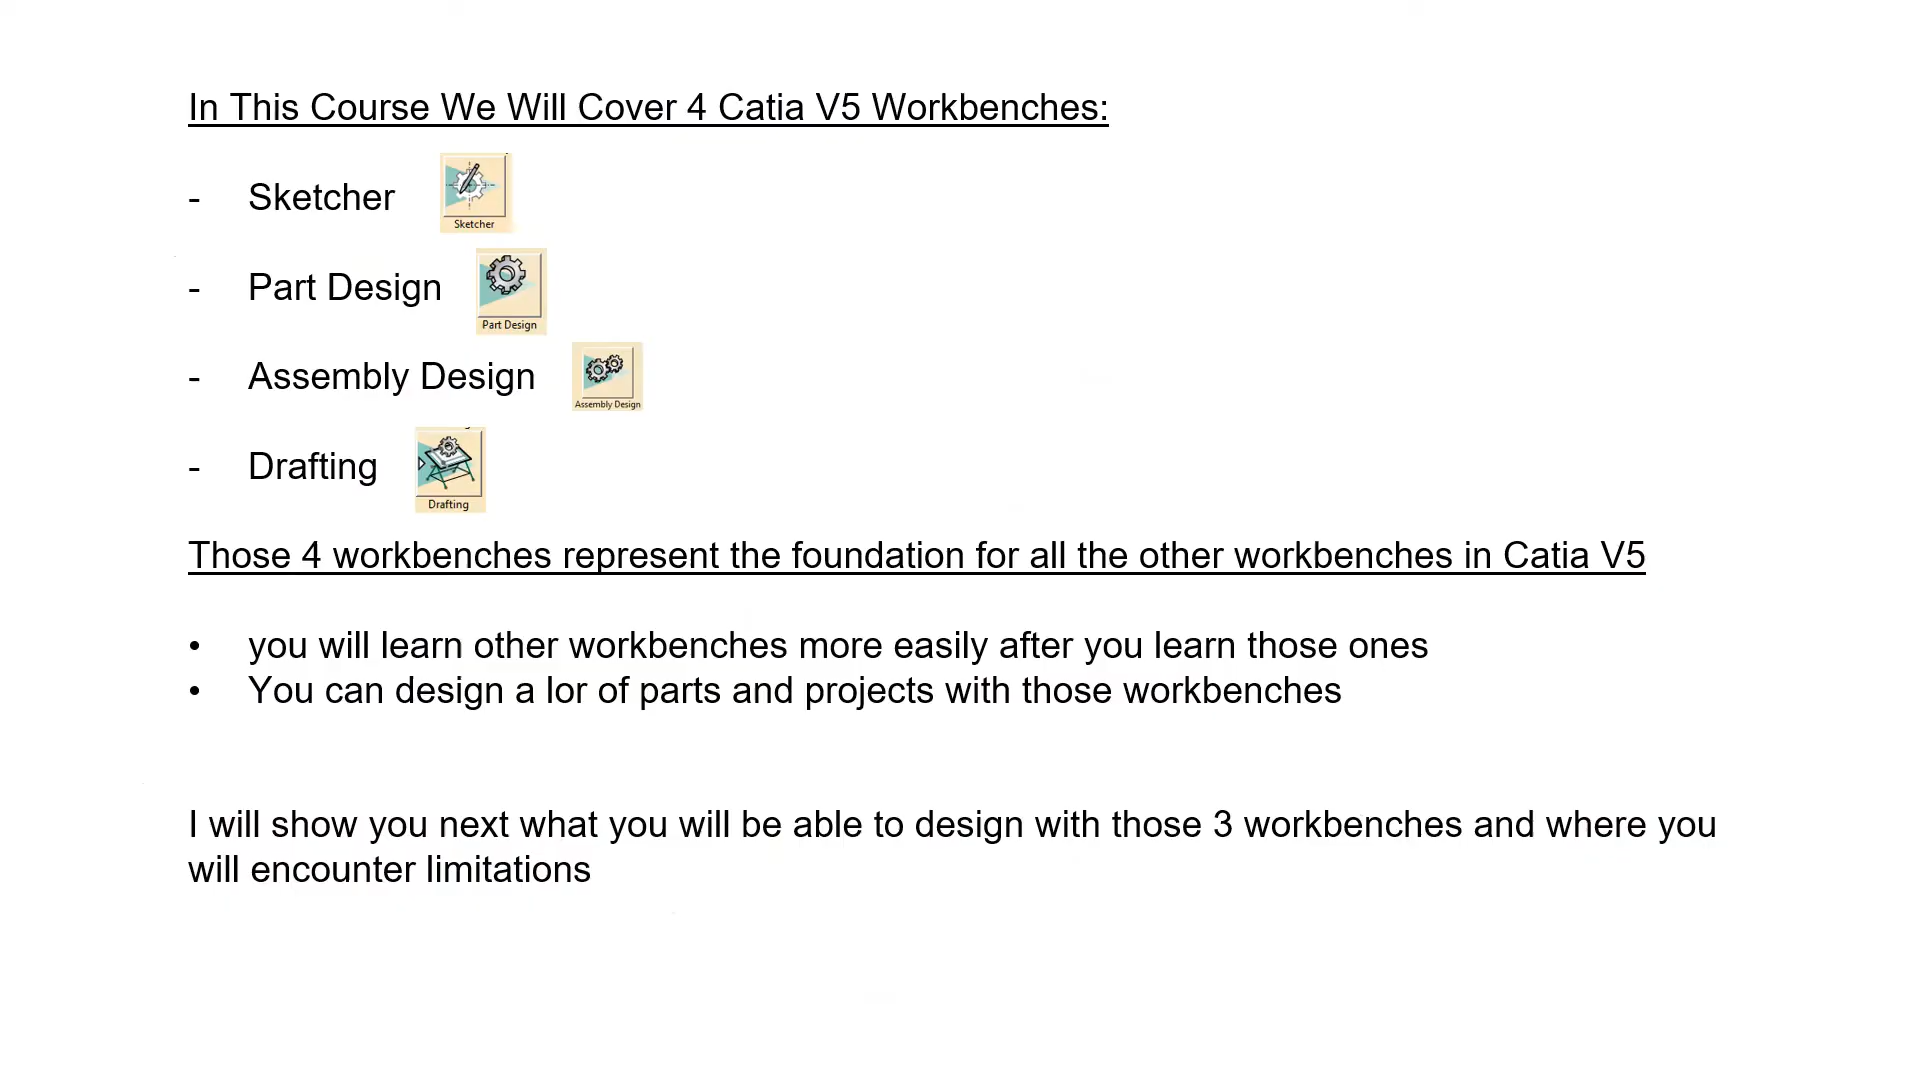 In This Course We Will Cover 4 Catia V5 Workbenches:
- Sketcher
Sketcher
- Part Design
Part Design
- Assembly Design
Assembly Design
- Drafting
Drafting
Those 4 workbenches represent the foundation for all the other workbenches in Catia V5
• you will learn other workbenches more easily after you learn those ones
• You can design a lor of parts and projects with those workbenches
I will show you next what you will be able to design with those 3 workbenches and where you
will encounter limitations